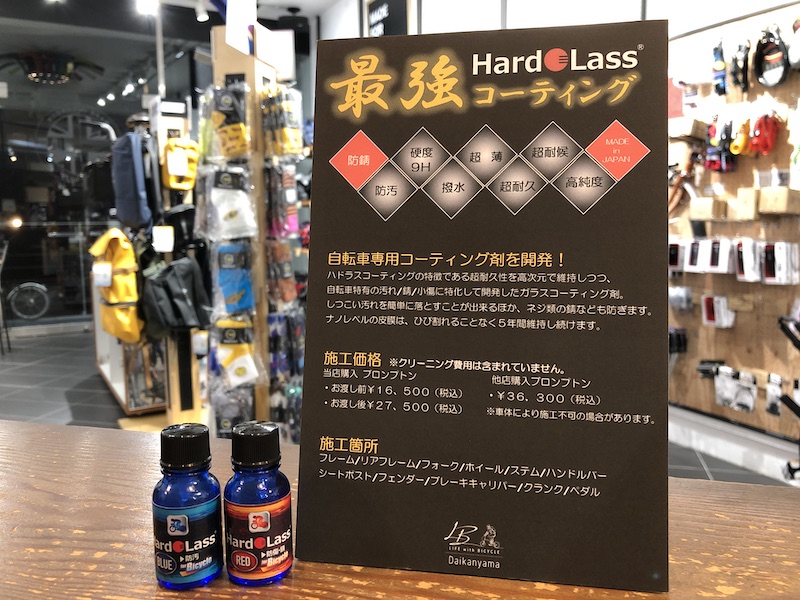 HardoLass®
最強コーティング
防錆
硬度
9H
超薄
超耐候
MADE
in
JAPAN
防汚
撥水
超耐久
高純度
自転車専用コーティング剤を開発！
ハドラスコーティングの特徴である超耐久性を高次元で維持しつつ、
自転車特有の汚れ/錆/小傷に特化して開発したガラスコーティング剤。
しつこい汚れを簡単に落とすことが出来るほか、ネジ類の錆なども防ぎます。
ナノレベルの皮膜は、ひび割れることなく５年間維持し続けます。
施工価格 ※クリーニング費用は含まれていません。
当店購入 ブロンプトン
・お渡し前￥16，500（税込）
・お渡し後￥27，500（税込）
他店購入ブロンプトン
・￥36，300（税込）
※車体により施工不可の場合があります。
施工箇所
フレーム/リアフレーム/フォーク/ホイール/ステム/ハンドルバー
シートポスト/フェンダー/ブレーキキャリパー/クランク/ペダル
LB
LIFE with BICYCLE
Daikanyama
HardoLass
▶防汚
BLUE
for Bicycle
HardoLass
RED
for Bicycle